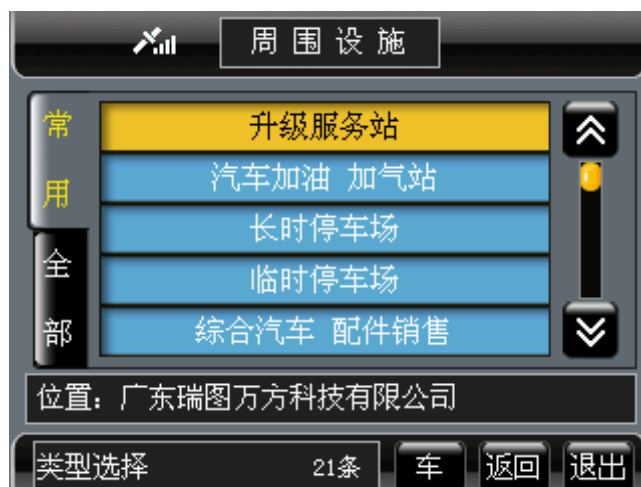 周围设施
常用
升级服务站
汽车加油 加气站
长时停车场
全部
临时停车场
综合汽车 配件销售
位置：广东瑞图万方科技有限公司
类型选择 21条 车 返回 退出